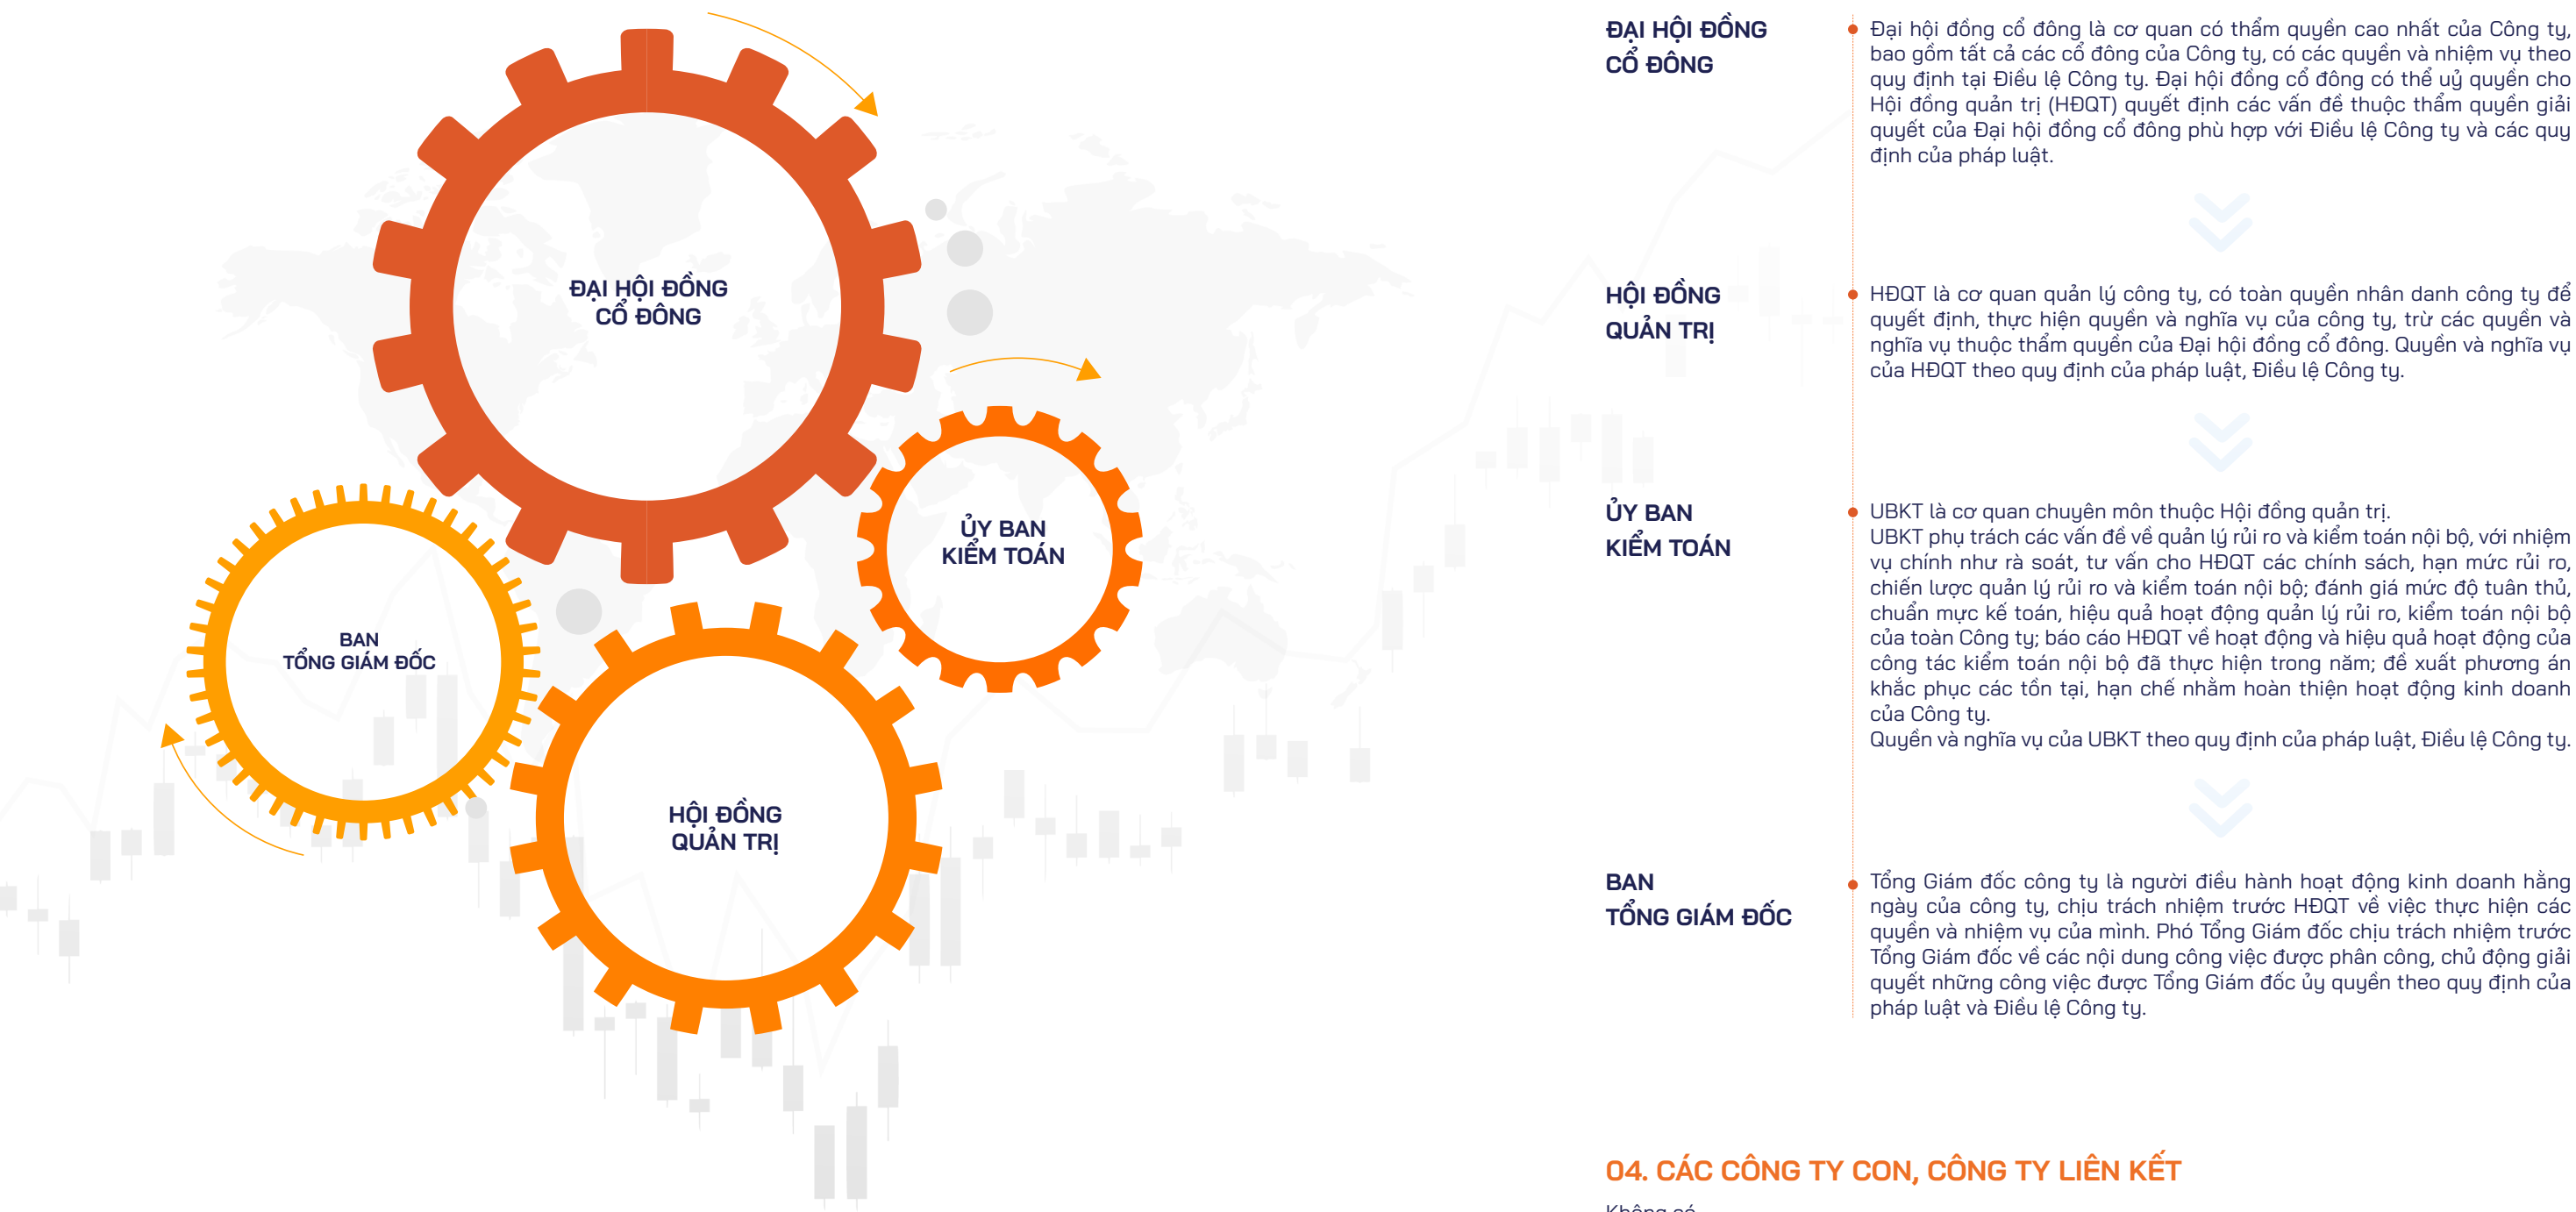 ĐẠI HỘI ĐỒNG
CỔ ĐÔNG
ỦY BAN
KIỂM TOÁN
BAN
TỔNG GIÁM ĐỐC
HỘI ĐỒNG
QUẢN TRỊ
ĐẠI HỘI ĐỒNG
CỔ ĐÔNG
Đại hội đồng cổ đông là cơ quan có thẩm quyền cao nhất của Công ty,
bao gồm tất cả các cổ đông của Công ty, có các quyền và nhiệm vụ theo
quy định tại Điều lệ Công ty. Đại hội đồng cổ đông có thể uỷ quyền cho
Hội đồng quản trị (HĐQT) quyết định các vấn đề thuộc thẩm quyền giải
quyết của Đại hội đồng cổ đông phù hợp với Điều lệ Công ty và các quy
định của pháp luật.
HỘI ĐỒNG
QUẢN TRỊ
HĐQT là cơ quan quản lý công ty, có toàn quyền nhân danh công ty để
quyết định, thực hiện quyền và nghĩa vụ của công ty, trừ các quyền và
nghĩa vụ thuộc thẩm quyền của Đại hội đồng cổ đông. Quyền và nghĩa vụ
của HĐQT theo quy định của pháp luật, Điều lệ Công ty.
ỦY BAN
KIỂM TOÁN
UBKT là cơ quan chuyên môn thuộc Hội đồng quản trị.
UBKT phụ trách các vấn đề về quản lý rủi ro và kiểm toán nội bộ, với nhiệm
vụ chính như rà soát, tư vấn cho HĐQT các chính sách, hạn mức rủi ro,
chiến lược quản lý rủi ro và kiểm toán nội bộ; đánh giá mức độ tuân thủ,
chuẩn mực kế toán, hiệu quả hoạt động quản lý rủi ro, kiểm toán nội bộ
của toàn Công ty; báo cáo HĐQT về hoạt động và hiệu quả hoạt động của
công tác kiểm toán nội bộ đã thực hiện trong năm; đề xuất phương án
khắc phục các tồn tại, hạn chế nhằm hoàn thiện hoạt động kinh doanh
của Công ty.
Quyền và nghĩa vụ của UBKT theo quy định của pháp luật, Điều lệ Công ty.
BAN
TỔNG GIÁM ĐỐC
Tổng Giám đốc công ty là người điều hành hoạt động kinh doanh hằng
ngày của công ty, chịu trách nhiệm trước HĐQT về việc thực hiện các
quyền và nhiệm vụ của mình. Phó Tổng Giám đốc chịu trách nhiệm trước
Tổng Giám đốc về các nội dung công việc được phân công, chủ động giải
quyết những công việc được Tổng Giám đốc ủy quyền theo quy định của
pháp luật và Điều lệ Công ty.
04. CÁC CÔNG TY CON, CÔNG TY LIÊN KẾT
Không có